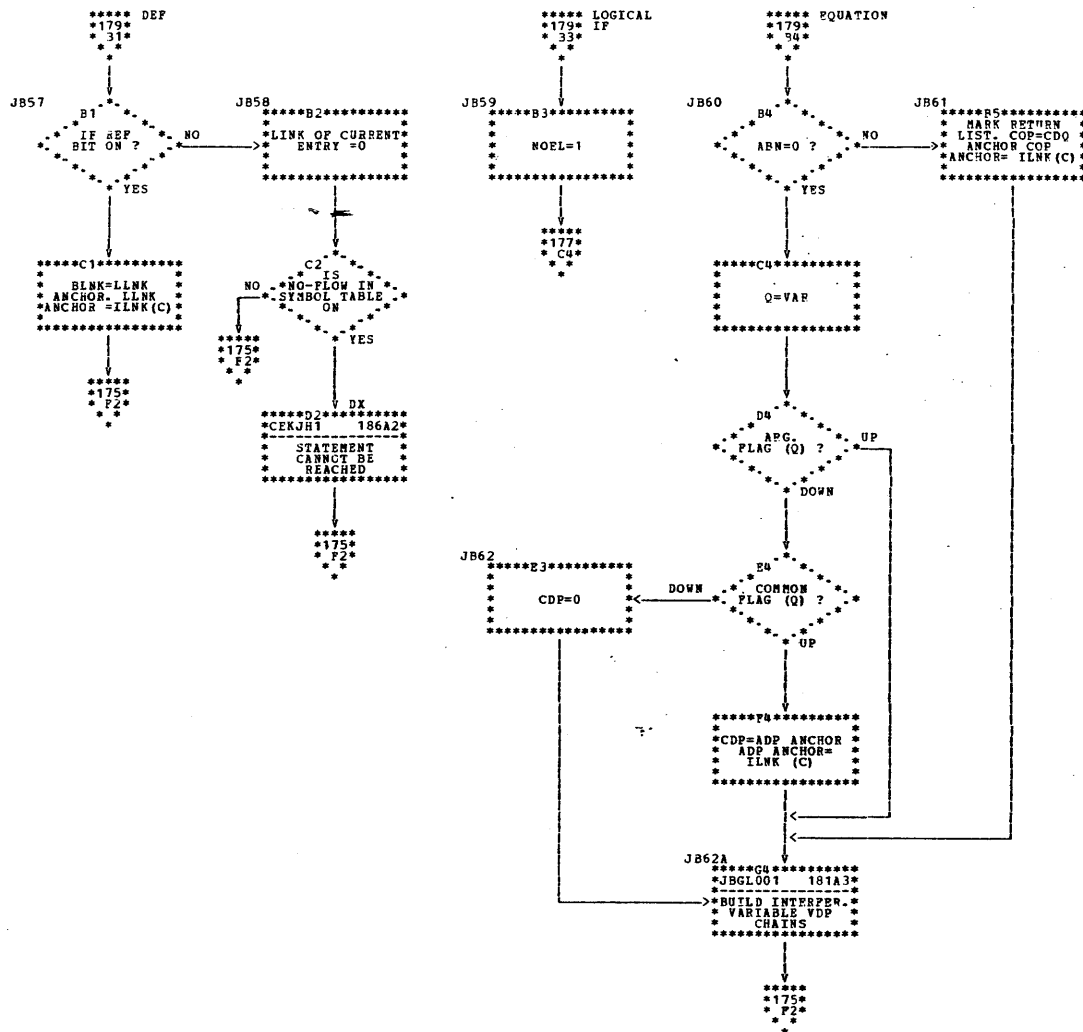 DEF
LOGICAL
IF
EQUATION
179
31
179
33
179
B4
JB57
B1
IF REF
BIT ON ?
NO
YES
JB58
B2
LINK OF CURRENT
ENTRY =0
JB59
B3
NOEL=1
JB60
B4
ABN=0 ?
NO
YES
JB61
B5
MARK RETURN
LIST. COP=CDQ
ANCHOR COP
ANCHOR= ILNK(C)
177
C4
C1
BLNK=LLNK
ANCHOR. LLNK
ANCHOR =ILNK(C)
175
F2
C2
IS
NO-FLOW IN
SYMBOL TABLE
ON
NO
YES
175
F2
C4
Q=VAR
DX
D2
CEKJH1 186A2
STATEMENT
CANNOT BE
REACHED
175
F2
D4
ARG.
FLAG (Q) ?
UP
DOWN
JB62
E3
CDP=0
E4
COMMON
FLAG (Q) ?
DOWN
UP
F4
CDP=ADP ANCHOR
ADP ANCHOR=
ILNK (C)
JB62A
G4
JBGL001 181A3
BUILD INTERFER.
VARIABLE VDP
CHAINS
175
F2